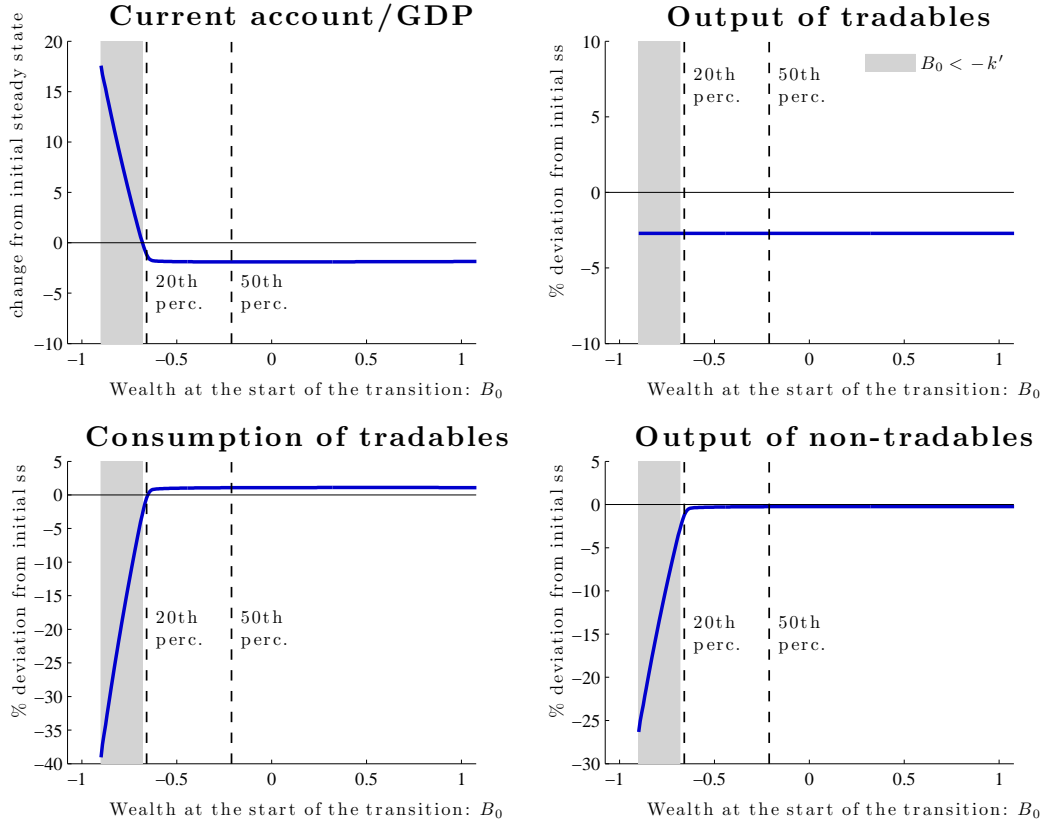 Current account/GDP
change from initial steady state
20
15
10
5
0
−5
−10
20th
perc.
50th
perc.
−1
−0.5
0
0.5
1
Wealth at the start of the transition: B₀
Output of tradables
% deviation from initial ss
10
5
0
−5
−10
20th
perc.
50th
perc.
B₀ < −k′
−1
−0.5
0
0.5
1
Wealth at the start of the transition: B₀
Consumption of tradables
% deviation from initial ss
5
0
−5
−10
−15
−20
−25
−30
−35
−40
20th
perc.
50th
perc.
−1
−0.5
0
0.5
1
Wealth at the start of the transition: B₀
Output of non-tradables
% deviation from initial ss
5
0
−5
−10
−15
−20
−25
−30
20th
perc.
50th
perc.
−1
−0.5
0
0.5
1
Wealth at the start of the transition: B₀